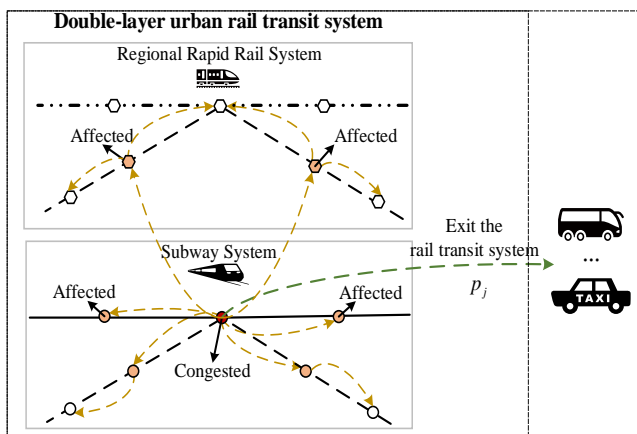 Double-layer urban rail transit system
Regional Rapid Rail System
Affected
Affected
Subway System
Exit the
rail transit system
p_j
Affected
Affected
Congested
...
TAXI